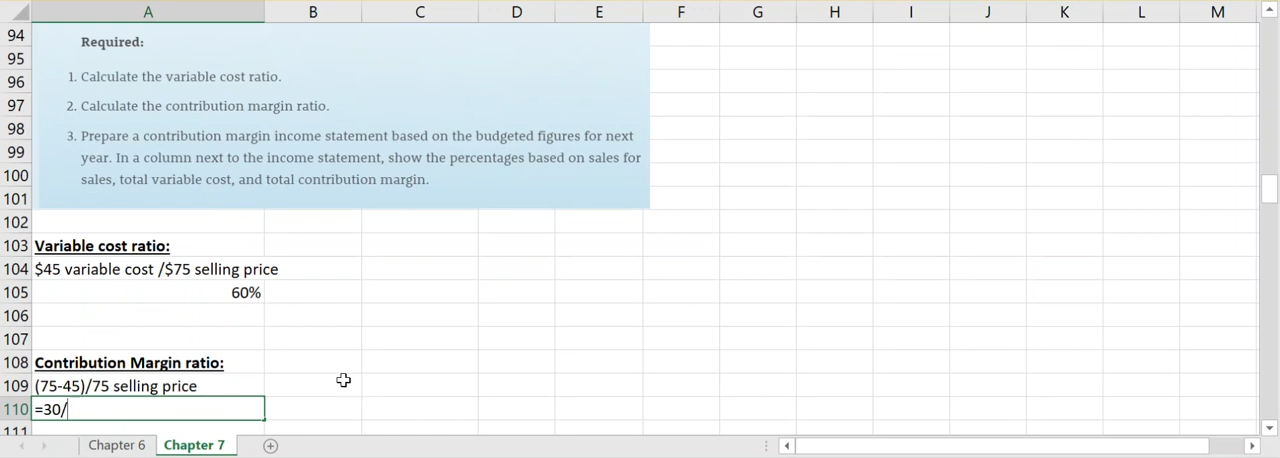 A B C D E F G H I J K L M
94
Required:
95
96
1. Calculate the variable cost ratio.
97
2. Calculate the contribution margin ratio.
98
3. Prepare a contribution margin income statement based on the budgeted figures for next
99
year. In a column next to the income statement, show the percentages based on sales for
100
sales, total variable cost, and total contribution margin.
101
102
103 Variable cost ratio:
104 $45 variable cost /$75 selling price
105 60%
106
107
108 Contribution Margin ratio:
109 (75-45)/75 selling price
110 =30/
111
Chapter 6 Chapter 7